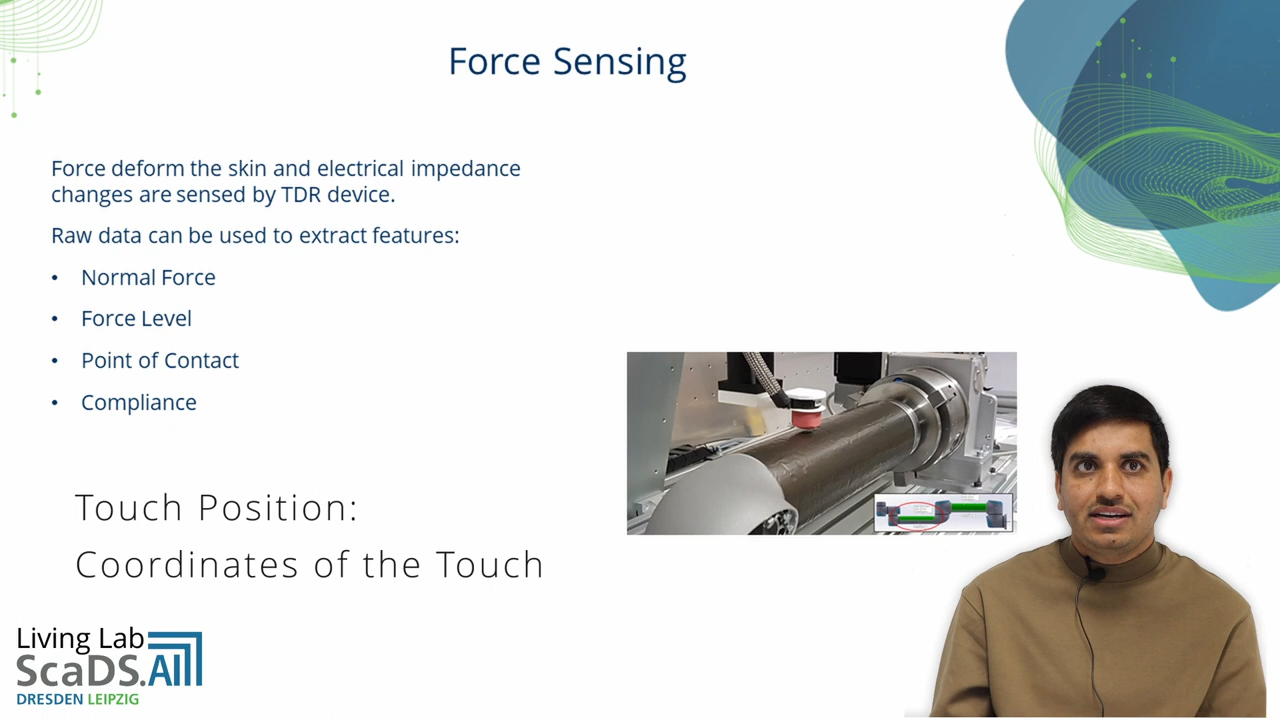 Force Sensing
Force deform the skin and electrical impedance
changes are sensed by TDR device.
Raw data can be used to extract features:
• Normal Force
• Force Level
• Point of Contact
• Compliance
Touch Position:
Coordinates of the Touch
Living Lab
ScaDS.AI
DRESDEN LEIPZIG